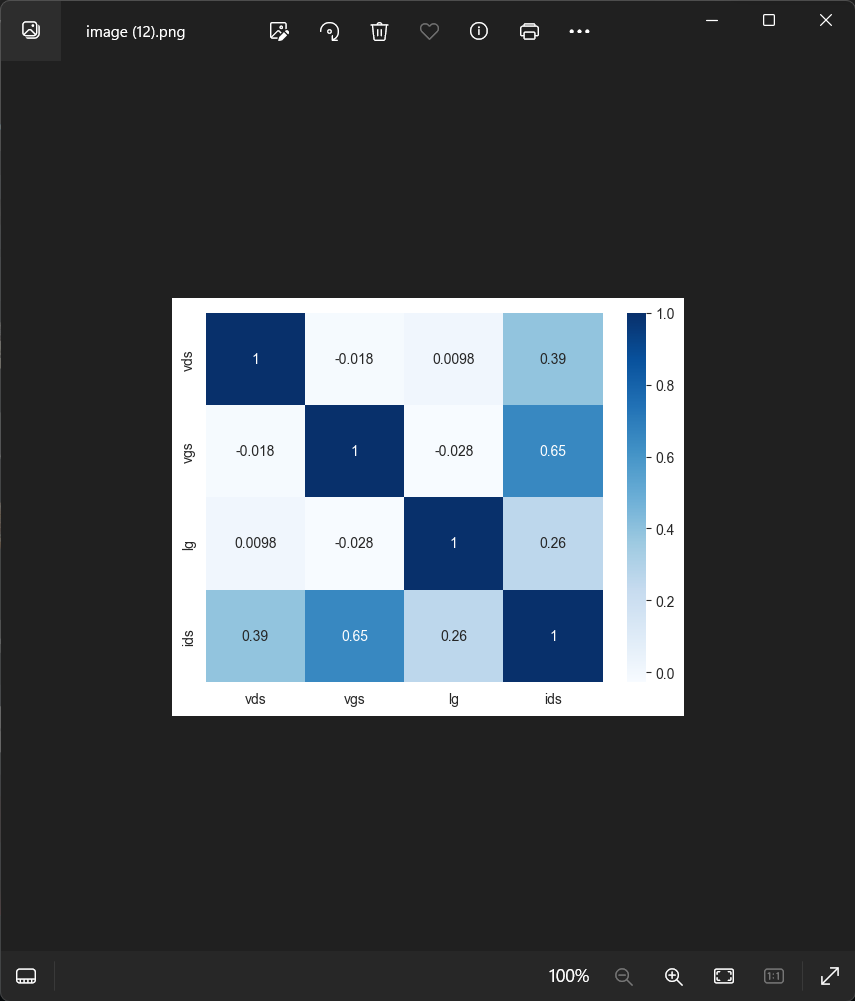 image (12).png
1.0
vds 1 -0.018 0.0098 0.39
0.8
vgs -0.018 1 -0.028 0.65
0.6
0.4
lg 0.0098 -0.028 1 0.26
0.2
ids 0.39 0.65 0.26 1
0.0
vds vgs lg ids
100%
1:1